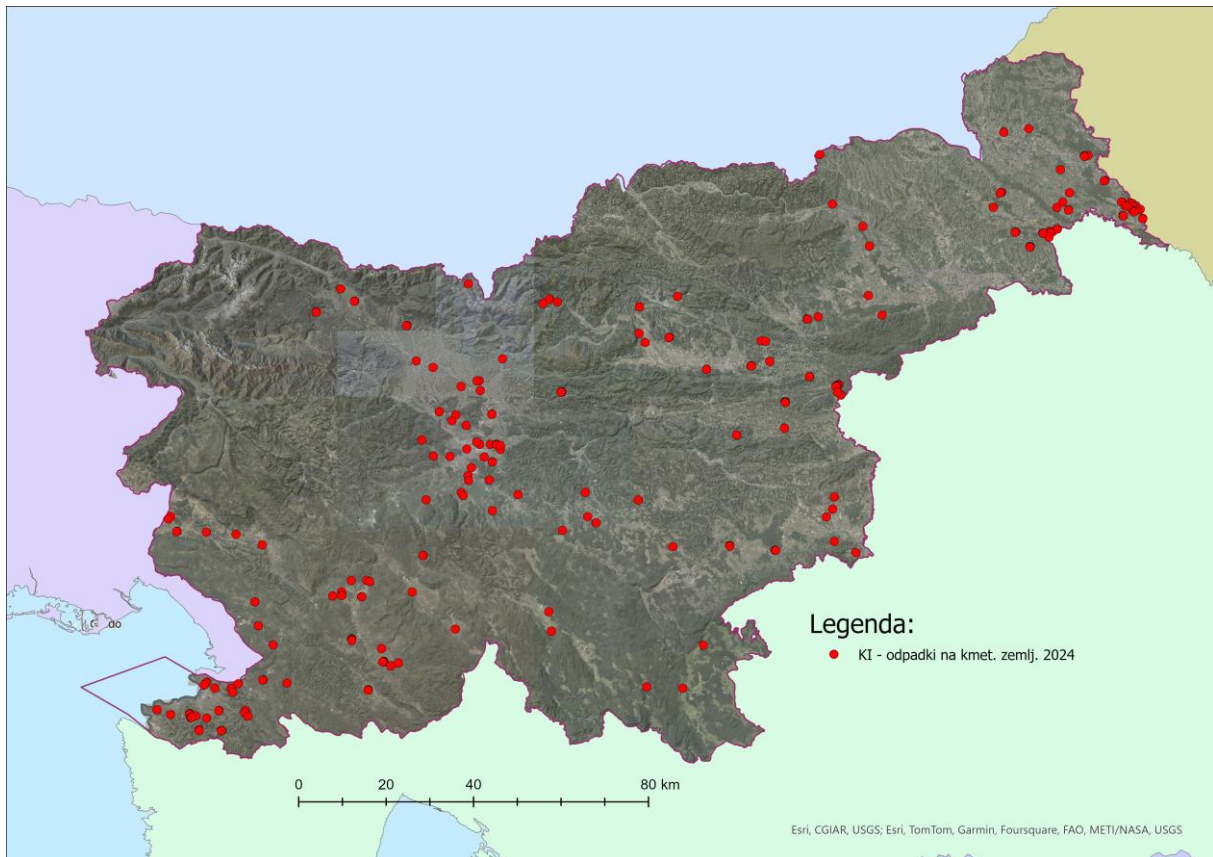 Legenda:
KI - odpadki na kmet. zemlj. 2024
0 20 40 80 km
Esri, CGIAR, USGS; Esri, TomTom, Garmin, Foursquare, FAO, METI/NASA, USGS